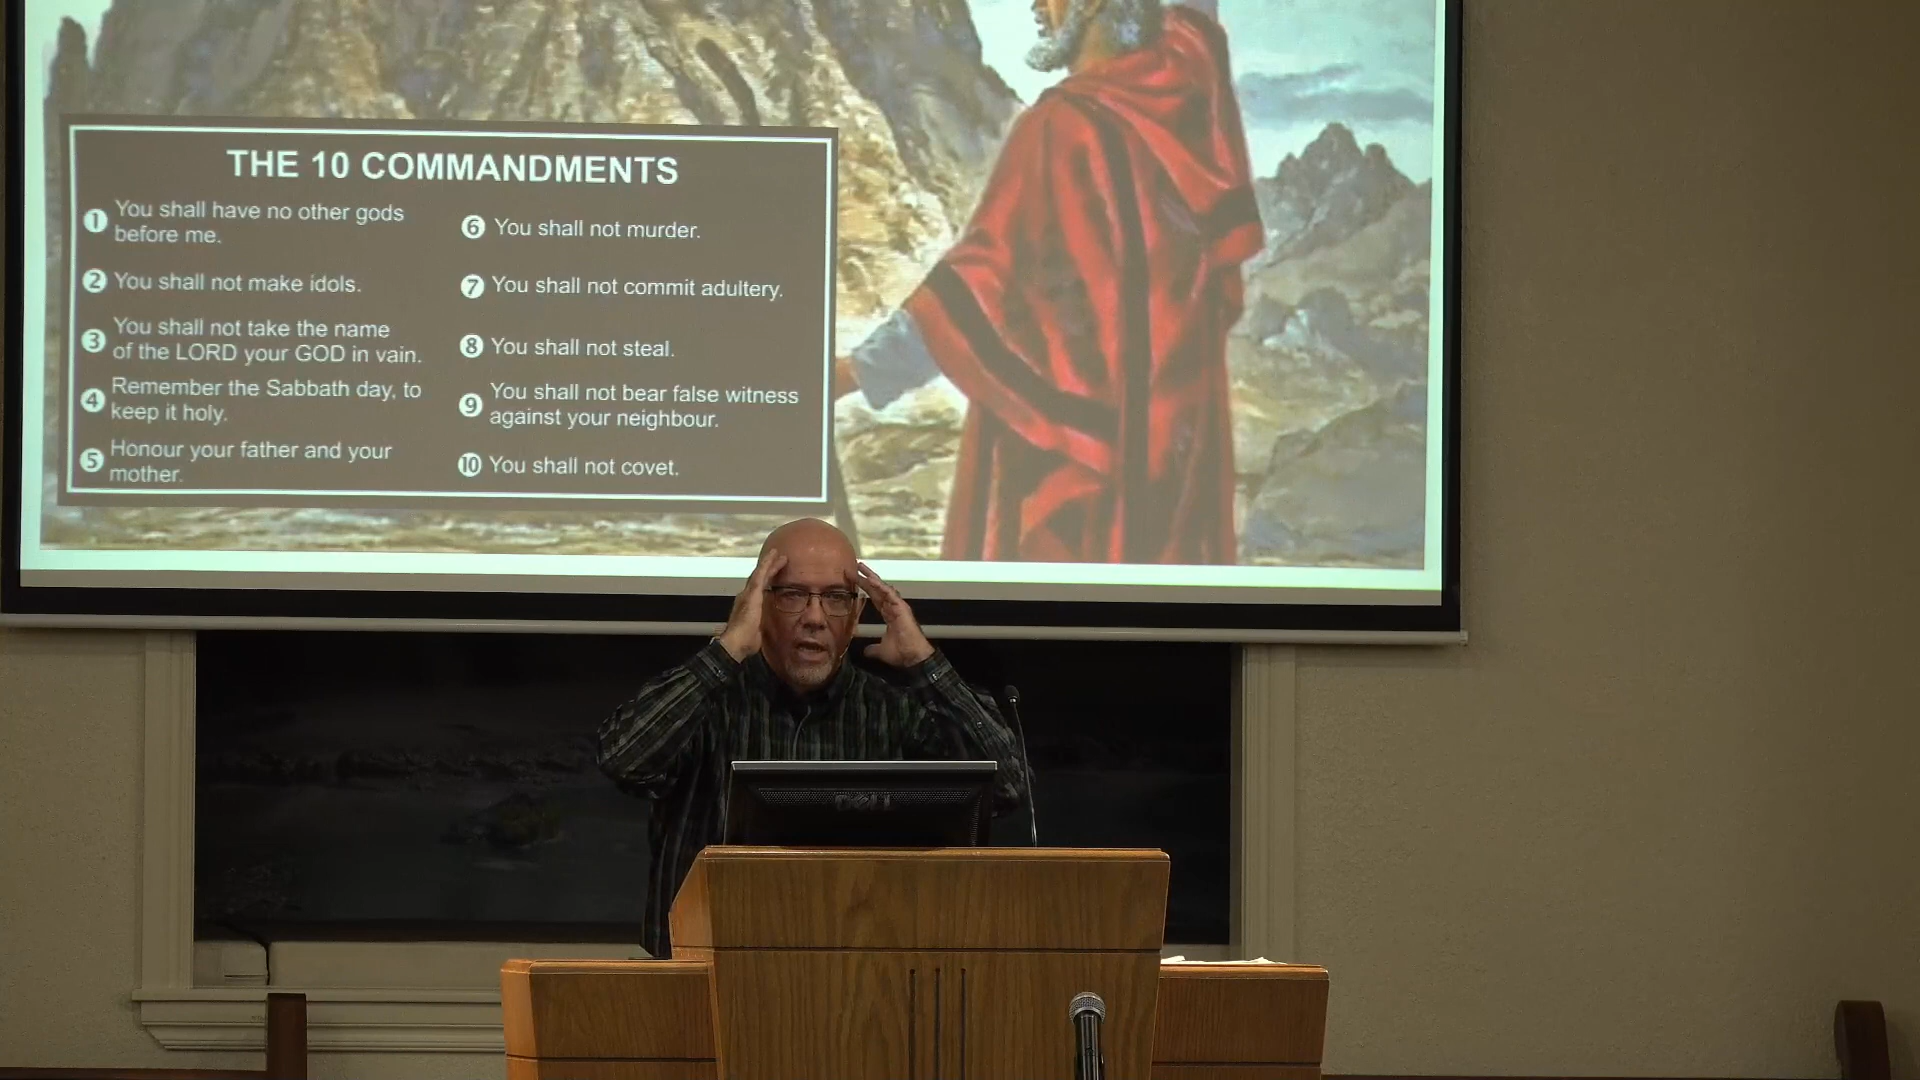 THE 10 COMMANDMENTS
1 You shall have no other gods
before me.
2 You shall not make idols.
3 You shall not take the name
of the LORD your GOD in vain.
4 Remember the Sabbath day, to
keep it holy.
5 Honour your father and your
mother.
6 You shall not murder.
7 You shall not commit adultery.
8 You shall not steal.
9 You shall not bear false witness
against your neighbour.
10 You shall not covet.